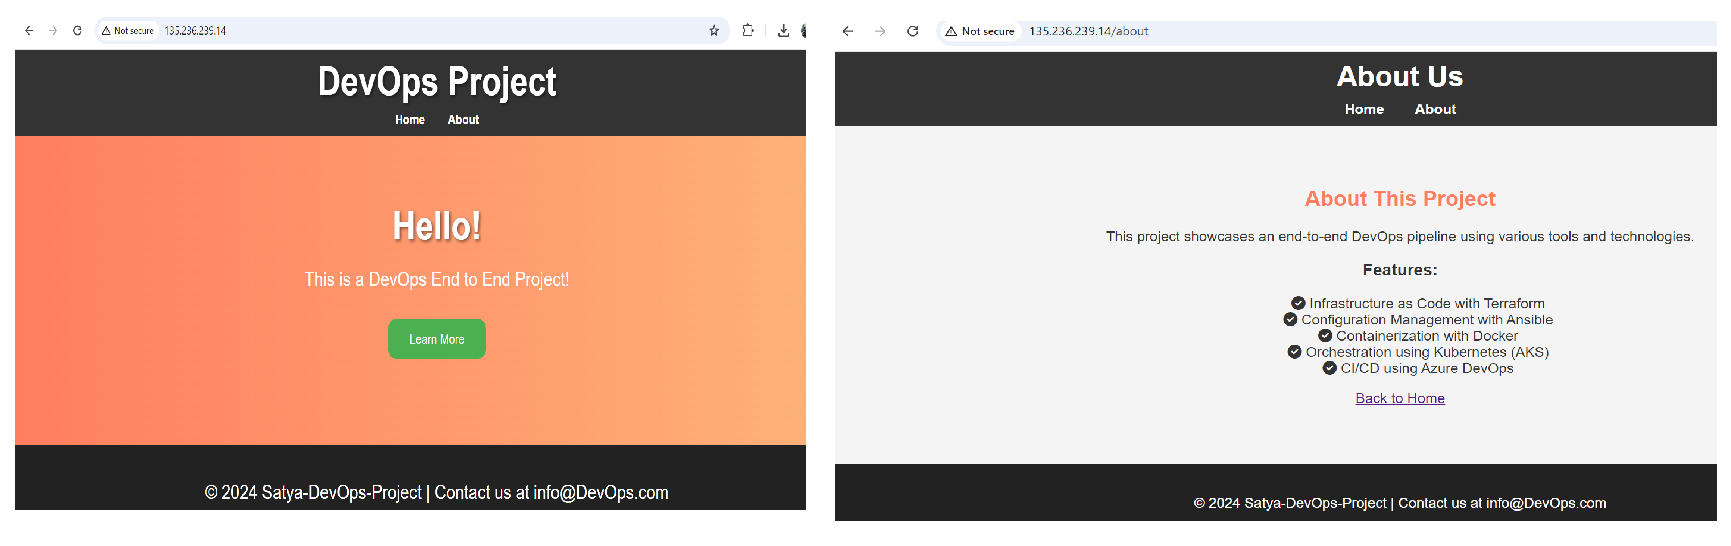 Not secure 135.236.239.14
DevOps Project
Home About
Hello!
This is a DevOps End to End Project!
Learn More
© 2024 Satya-DevOps-Project | Contact us at info@DevOps.com
Not secure 135.236.239.14/about
About Us
Home About
About This Project
This project showcases an end-to-end DevOps pipeline using various tools and technologies.
Features:
Infrastructure as Code with Terraform
Configuration Management with Ansible
Containerization with Docker
Orchestration using Kubernetes (AKS)
CI/CD using Azure DevOps
Back to Home
© 2024 Satya-DevOps-Project | Contact us at info@DevOps.com